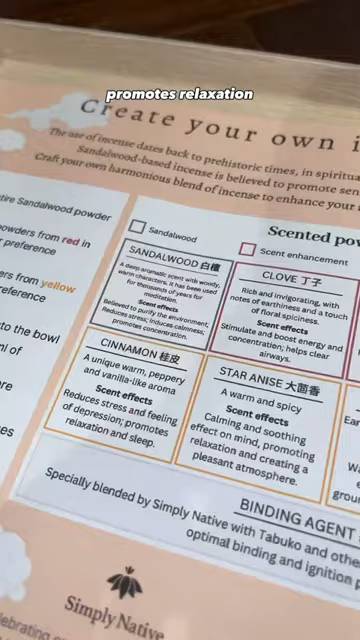 promotes relaxation
Create your own i
The use of incense dates back to prehistoric times, in spiritua
Sandalwood-based incense is believed to promote sen
Craft your own harmonious blend of incense to enhance your
ntire Sandalwood powder
powders from red in
preference
ers from yellow
reference
to the bowl
ml of
re
ses
Scented pow
Sandalwood
Scent enhancement
SANDALWOOD 白檀
A deep aromatic scent with woody,
warm characters, it has been used
for thousands of years for
meditation.
Scent effects
Believed to purify the environment;
Reduces stress; induces calmness;
promotes concentration.
CLOVE 丁子
Rich and invigorating, with
notes of earthiness and a touch
of floral spiciness.
Scent effects
Stimulate and boost energy and
concentration; helps clear
airways.
CINNAMON 桂皮
A unique warm, peppery
and vanilla-like aroma
Scent effects
Reduces stress and feeling
of depression; promotes
relaxation and sleep.
STAR ANISE 大茴香
A warm and spicy
Scent effects
Calming and soothing
effect on mind, promoting
relaxation and creating a
pleasant atmosphere.
Ear
Wa
e
groun
BINDING AGENT
Specially blended by Simply Native with Tabuko and othe
optimal binding and ignition p
Simply Native
elebrating